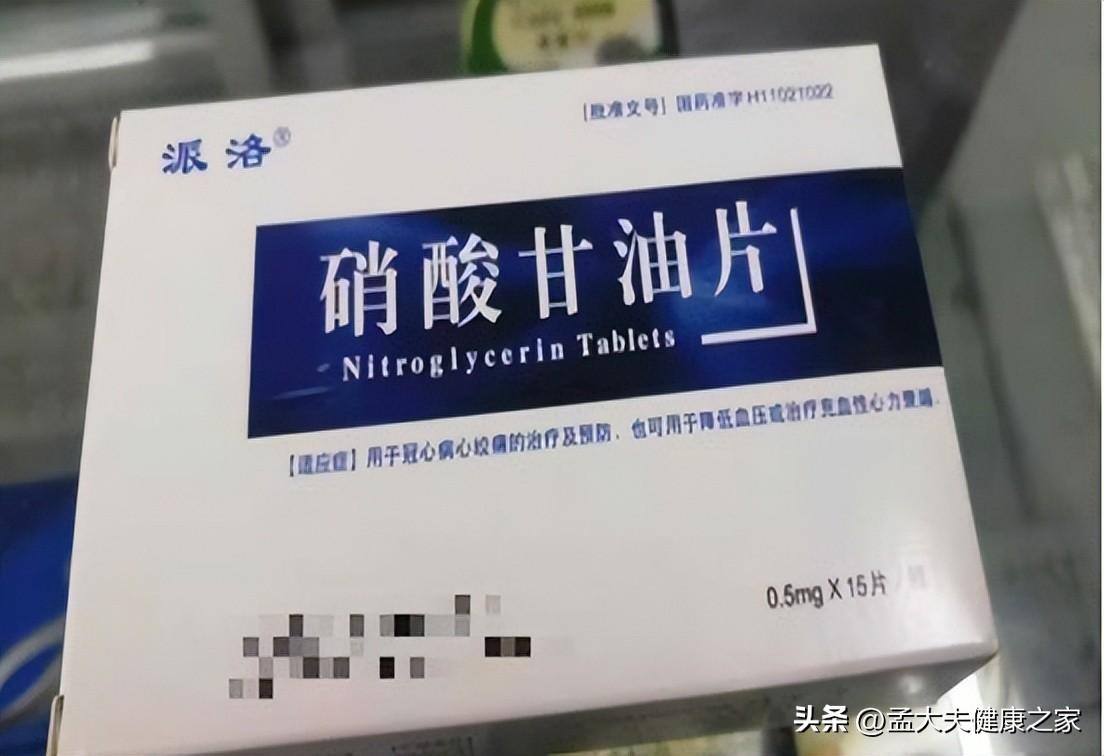 [批准文号] 国药准字H11021022
派洛®
硝酸甘油片
Nitroglycerin Tablets
【适应症】用于冠心病心绞痛的治疗及预防，也可用于降低血压或治疗充血性心力衰竭.
0.5mg X 15片
头条 @孟大夫健康之家